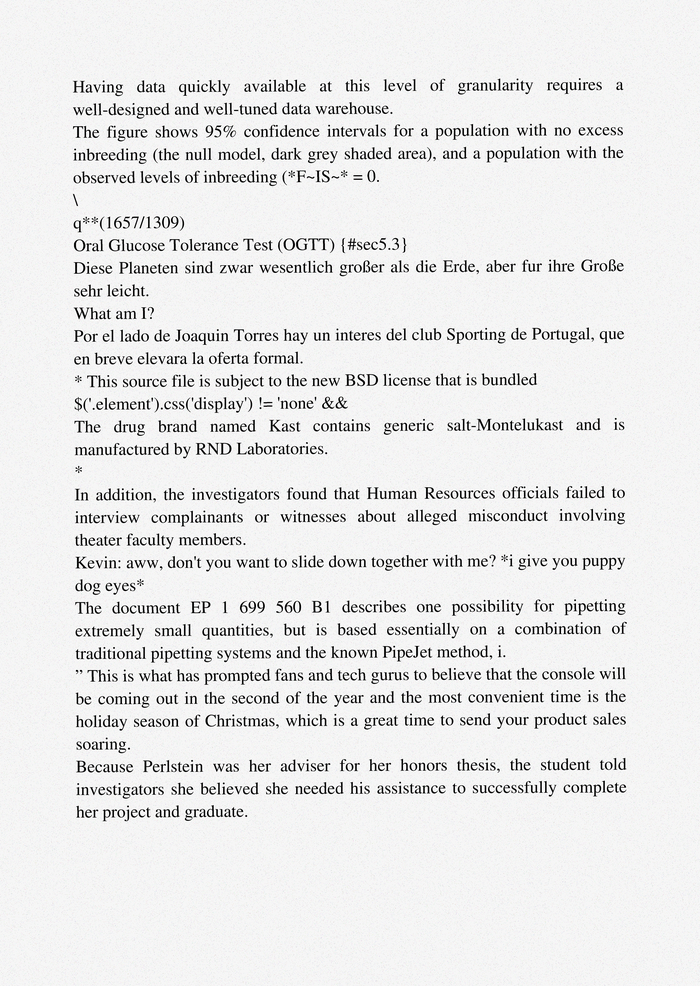 Having data quickly available at this level of granularity requires a
well-designed and well-tuned data warehouse.
The figure shows 95% confidence intervals for a population with no excess
inbreeding (the null model, dark grey shaded area), and a population with the
observed levels of inbreeding (*F~IS~* = 0.
\
q**(1657/1309)
Oral Glucose Tolerance Test (OGTT) {#sec5.3}
Diese Planeten sind zwar wesentlich großer als die Erde, aber fur ihre Große
sehr leicht.
What am I?
Por el lado de Joaquin Torres hay un interes del club Sporting de Portugal, que
en breve elevara la oferta formal.
* This source file is subject to the new BSD license that is bundled
$('.element').css('display') != 'none' &&
The drug brand named Kast contains generic salt-Montelukast and is
manufactured by RND Laboratories.
*
In addition, the investigators found that Human Resources officials failed to
interview complainants or witnesses about alleged misconduct involving
theater faculty members.
Kevin: aww, don't you want to slide down together with me? *i give you puppy
dog eyes*
The document EP 1 699 560 B1 describes one possibility for pipetting
extremely small quantities, but is based essentially on a combination of
traditional pipetting systems and the known PipeJet method, i.
” This is what has prompted fans and tech gurus to believe that the console will
be coming out in the second of the year and the most convenient time is the
holiday season of Christmas, which is a great time to send your product sales
soaring.
Because Perlstein was her adviser for her honors thesis, the student told
investigators she believed she needed his assistance to successfully complete
her project and graduate.